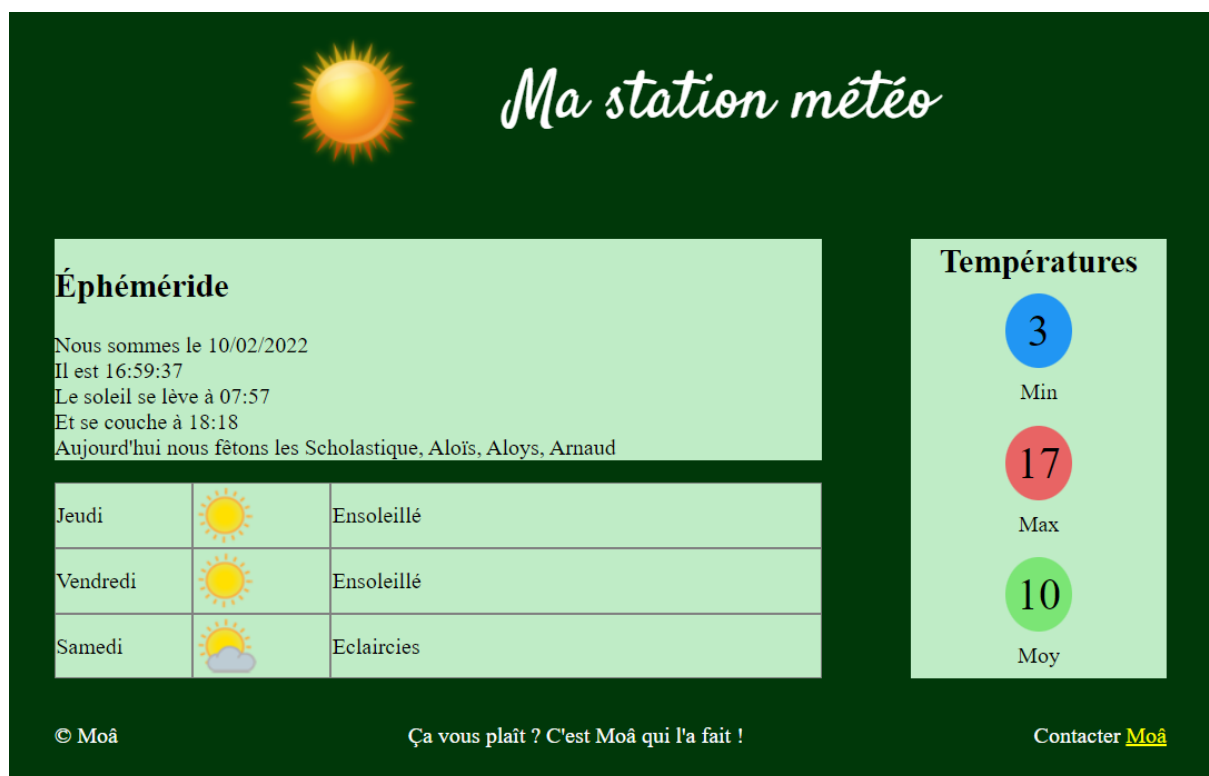 Ma station météo
Éphéméride
Nous sommes le 10/02/2022
Il est 16:59:37
Le soleil se lève à 07:57
Et se couche à 18:18
Aujourd'hui nous fêtons les Scholastique, Aloïs, Aloys, Arnaud
Jeudi Ensoleillé
Vendredi Ensoleillé
Samedi Eclaircies
Températures
3
Min
17
Max
10
Moy
© Moâ Ça vous plaît ? C'est Moâ qui l'a fait ! Contacter Moâ